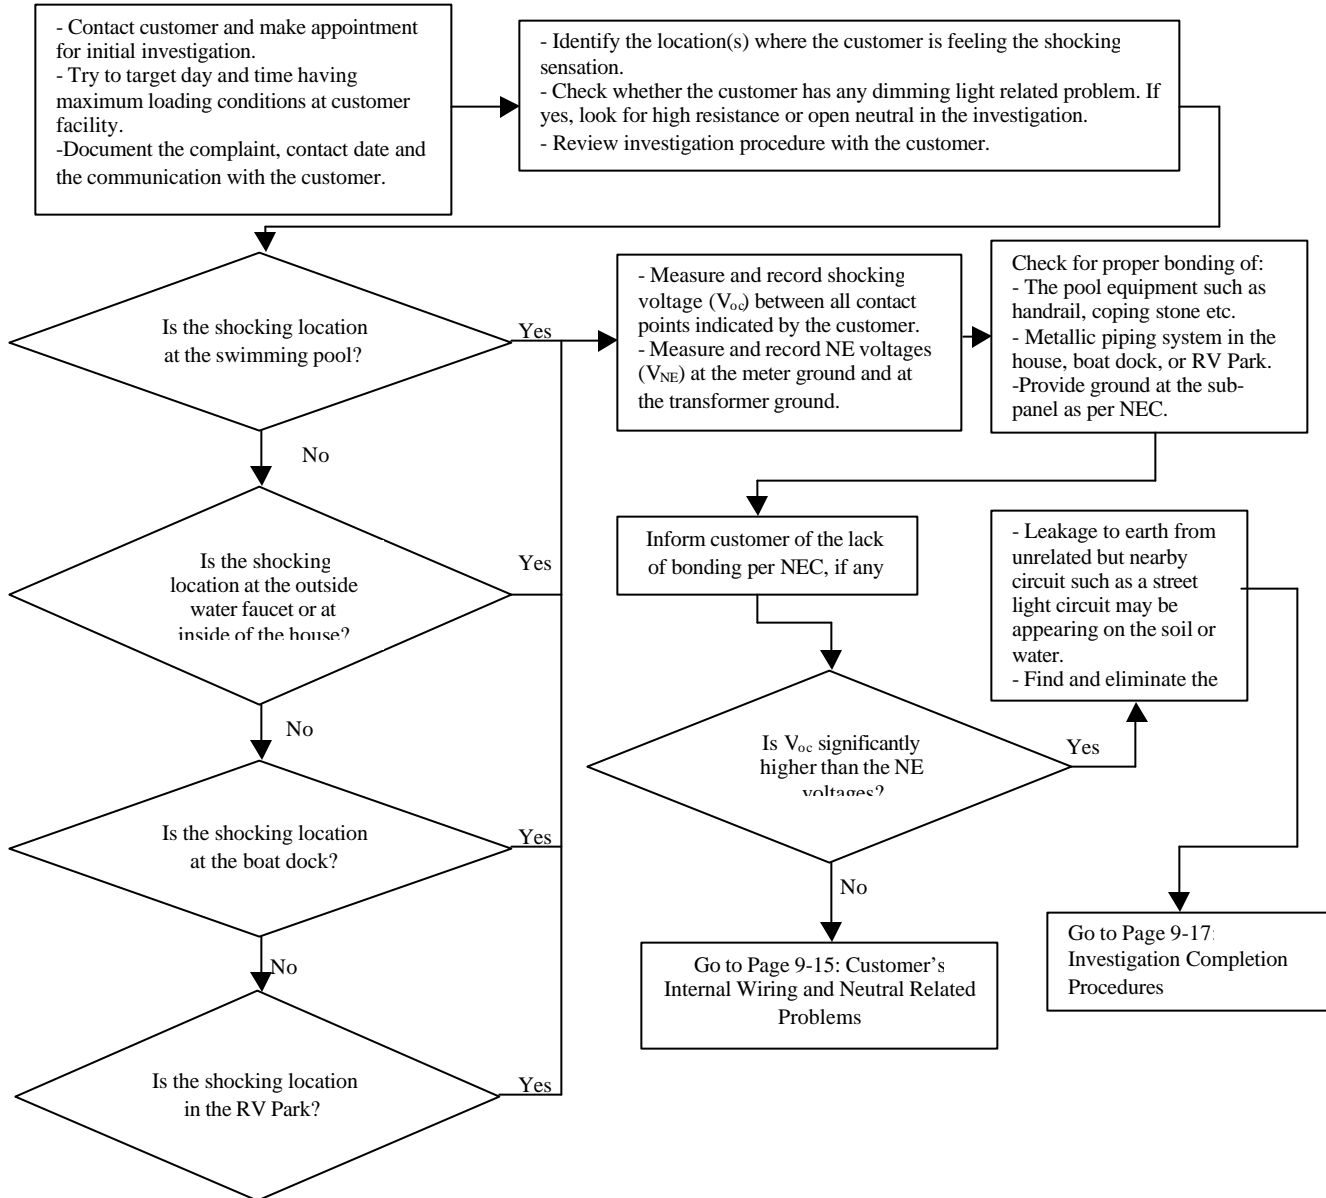 - Contact customer and make appointment
for initial investigation.
- Try to target day and time having
maximum loading conditions at customer
facility.
-Document the complaint, contact date and
the communication with the customer.
- Identify the location(s) where the customer is feeling the shocking
sensation.
- Check whether the customer has any dimming light related problem. If
yes, look for high resistance or open neutral in the investigation.
- Review investigation procedure with the customer.
Is the shocking location
at the swimming pool?
Yes
- Measure and record shocking
voltage (Voc) between all contact
points indicated by the customer.
- Measure and record NE voltages
(VNE) at the meter ground and at
the transformer ground.
Check for proper bonding of:
- The pool equipment such as
handrail, coping stone etc.
- Metallic piping system in the
house, boat dock, or RV Park.
-Provide ground at the sub-
panel as per NEC.
No
Is the shocking
location at the outside
water faucet or at
inside of the house?
Yes
Inform customer of the lack
of bonding per NEC, if any
- Leakage to earth from
unrelated but nearby
circuit such as a street
light circuit may be
appearing on the soil or
water.
- Find and eliminate the
No
Is Voc significantly
higher than the NE
voltages?
Yes
Is the shocking location
at the boat dock?
Yes
No
Go to Page 9-15: Customer's
Internal Wiring and Neutral Related
Problems
Go to Page 9-17:
Investigation Completion
Procedures
No
Is the shocking location
in the RV Park?
Yes